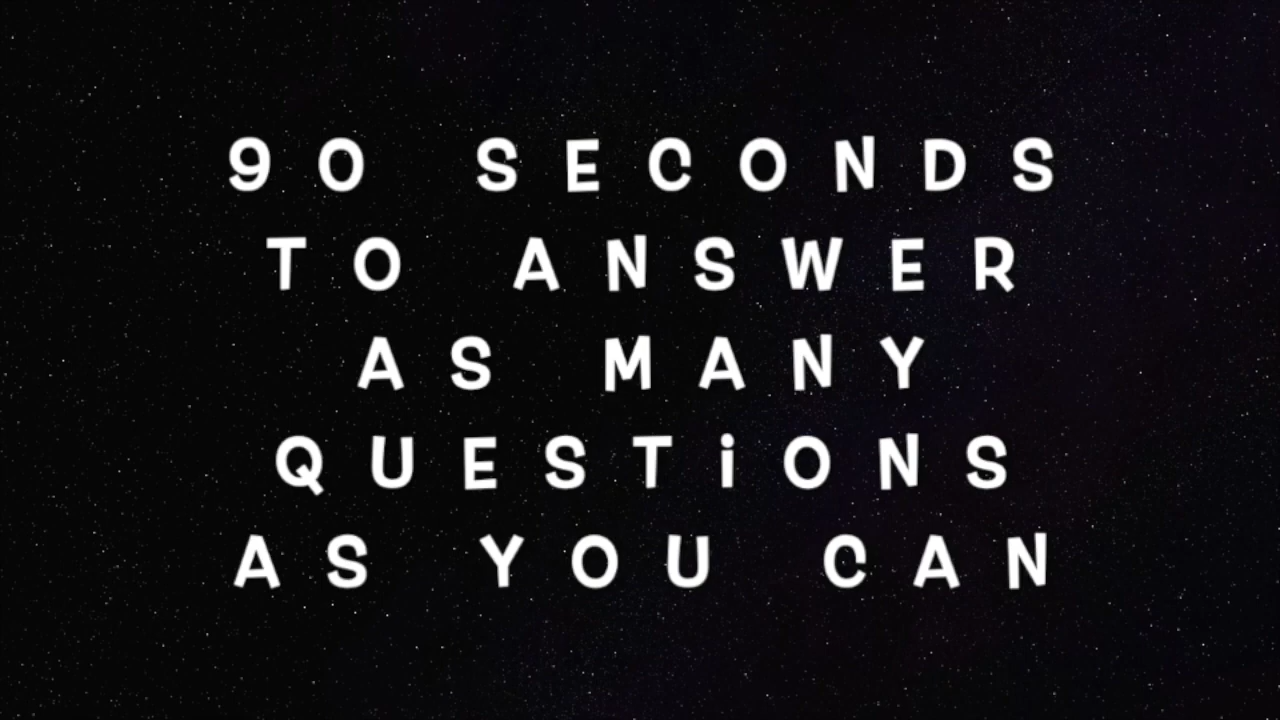 90 SECONDS
TO ANSWER
AS MANY
QUESTiONS
AS YOU CAN